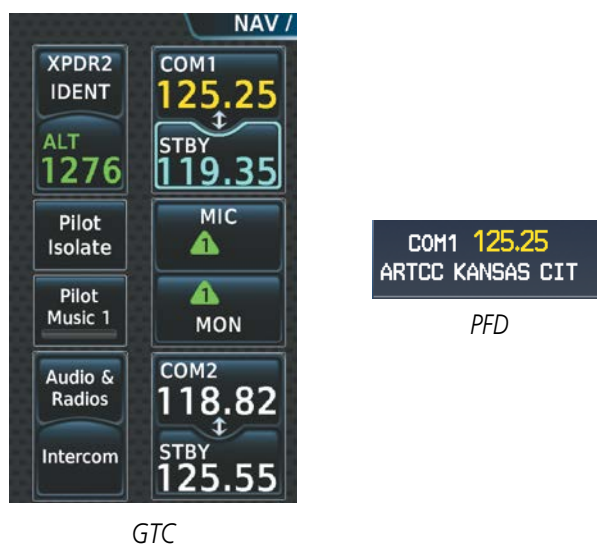 NAV /
XPDR2
IDENT
ALT
1276
COM1
125.25
STBY
119.35
Pilot
Isolate
MIC
1
Pilot
Music 1
1
MON
Audio &
Radios
Intercom
COM2
118.82
STBY
125.55
GTC
COM1 125.25
ARTCC KANSAS CIT
PFD